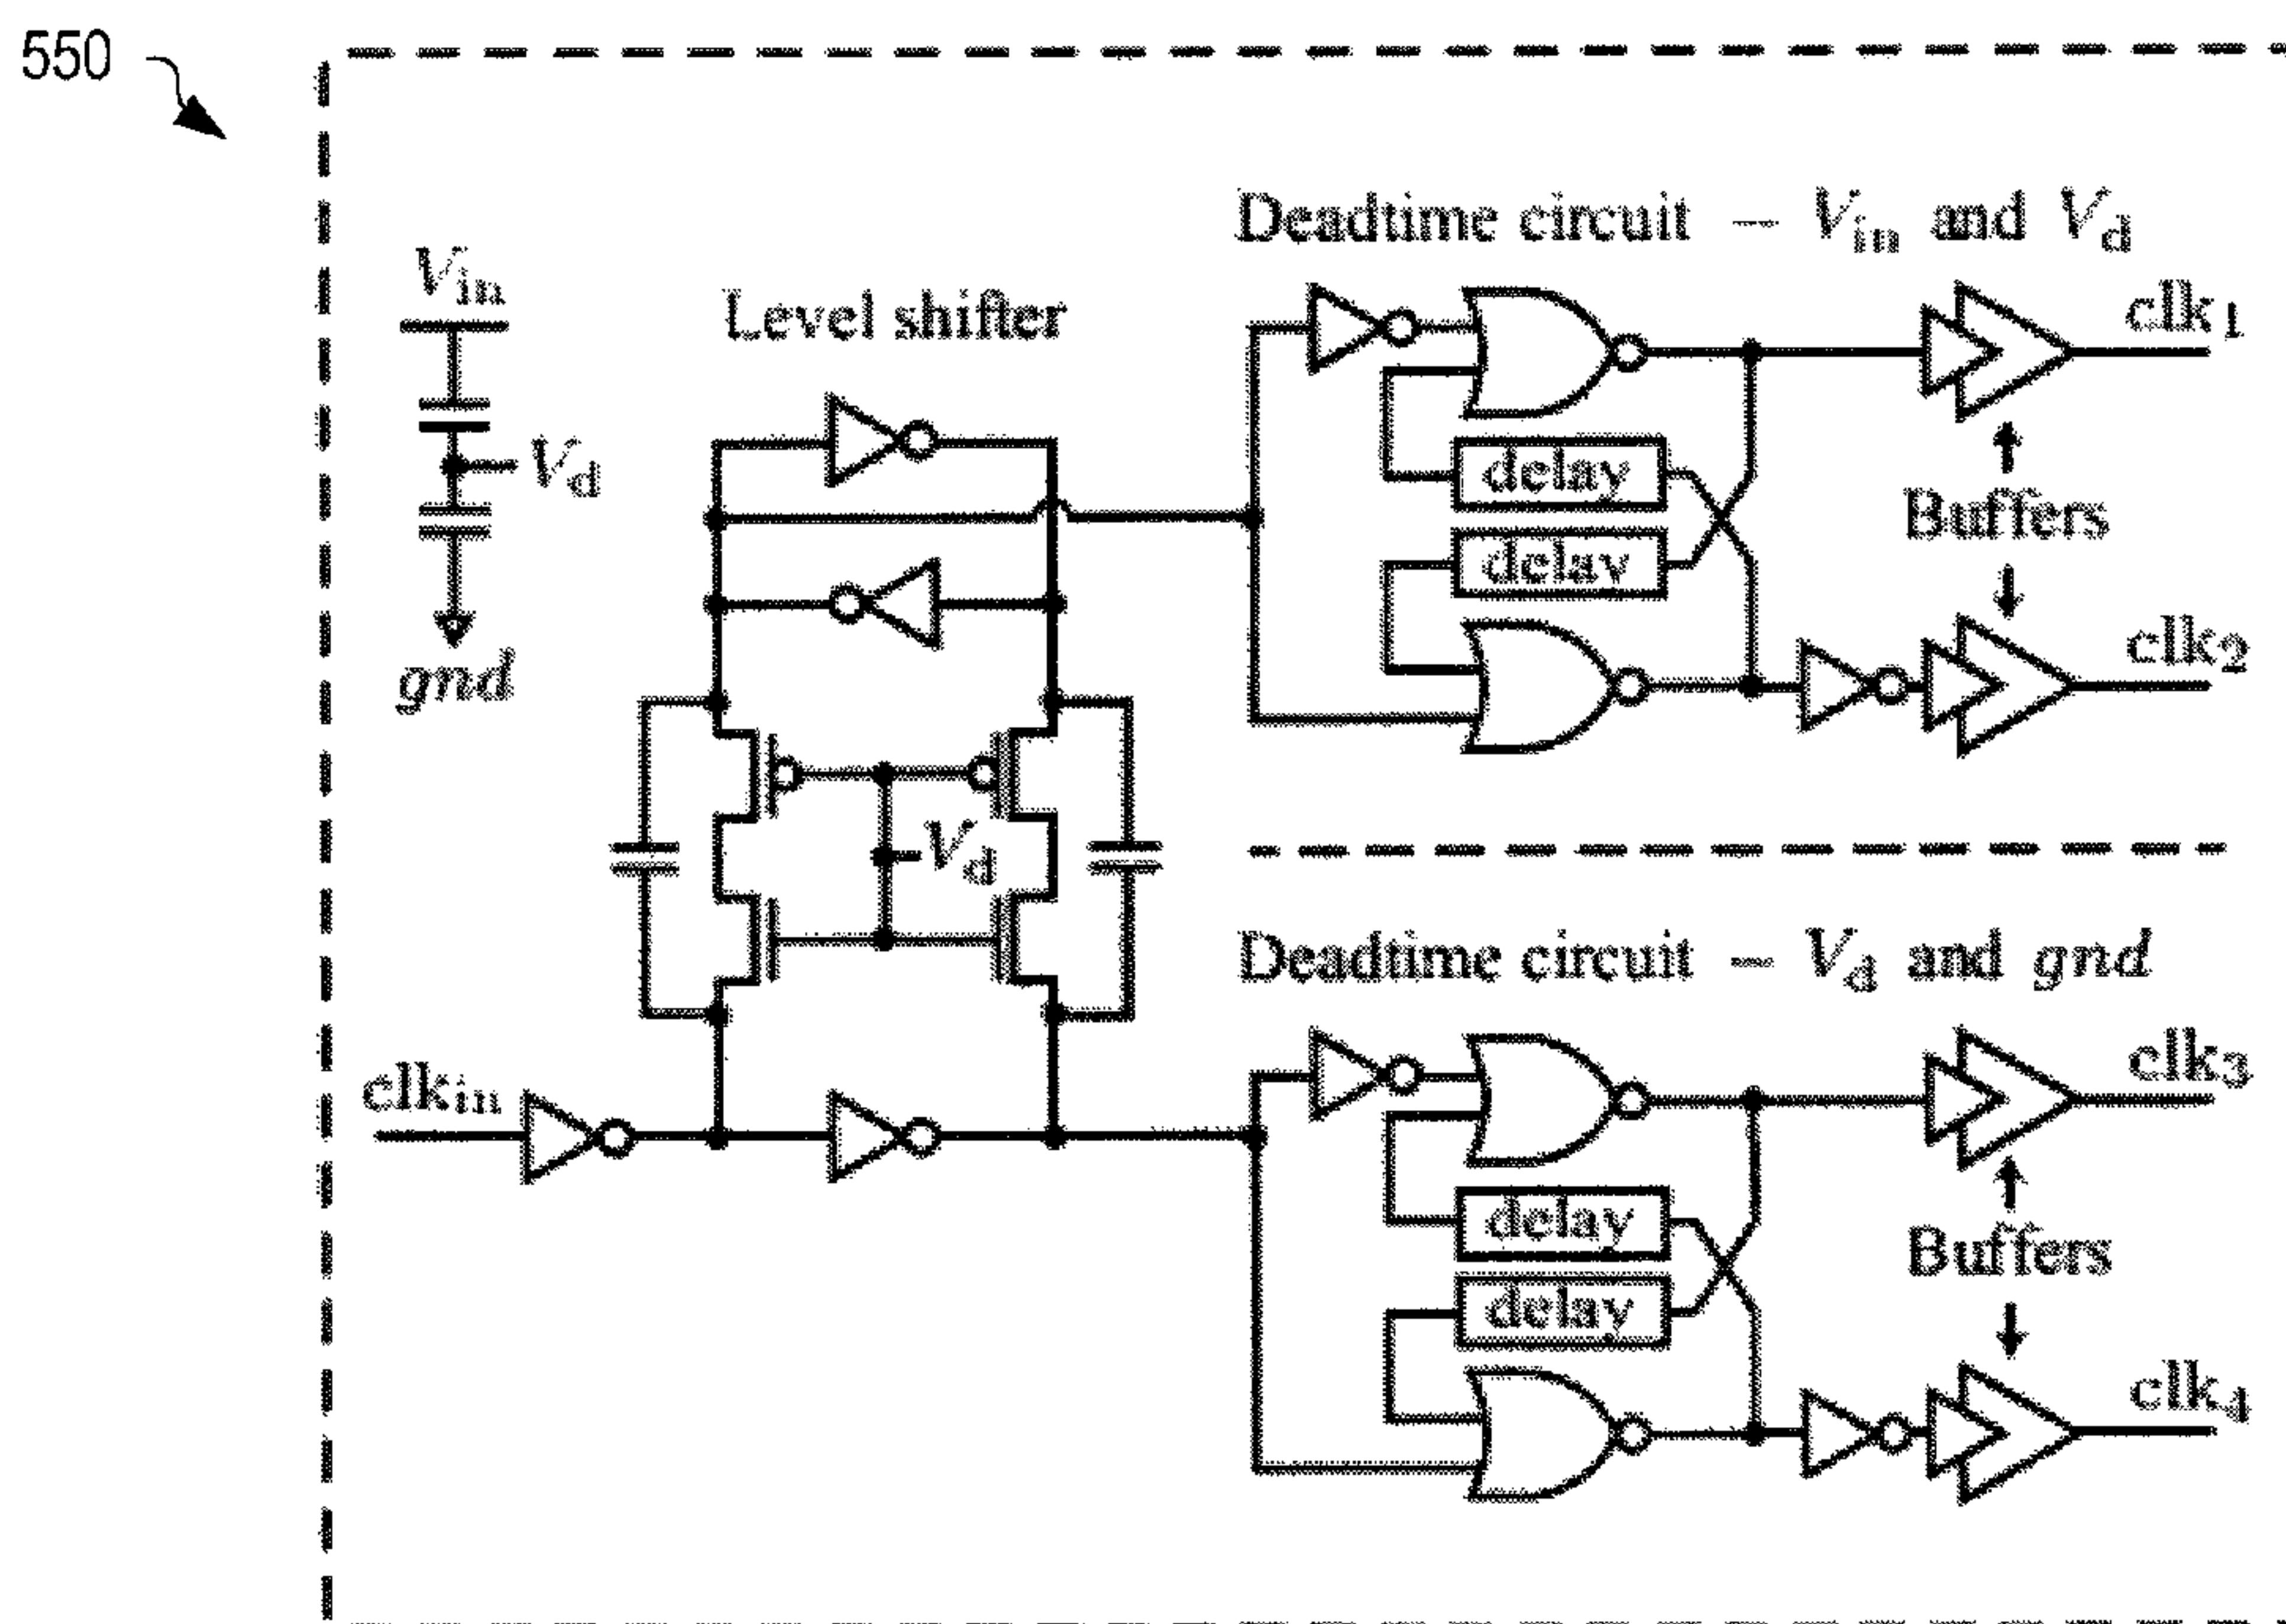 550
Deadtime circuit – Vin and Vd
Vin
Level shifter
clk1
Vd
delay
Buffers
delay
gnd
clk2
Vd
Deadtime circuit – Vd and gnd
clkin
clk3
delay
Buffers
delay
clk4